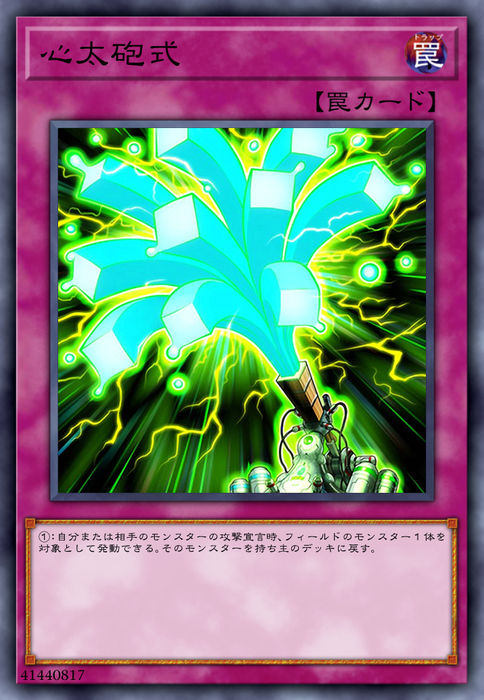 心太砲式
トラップ
罠
【罠カード】
①：自分または相手のモンスターの攻撃宣言時、フィールドのモンスター１体を
対象として発動できる。そのモンスターを持ち主のデッキに戻す。
41440817